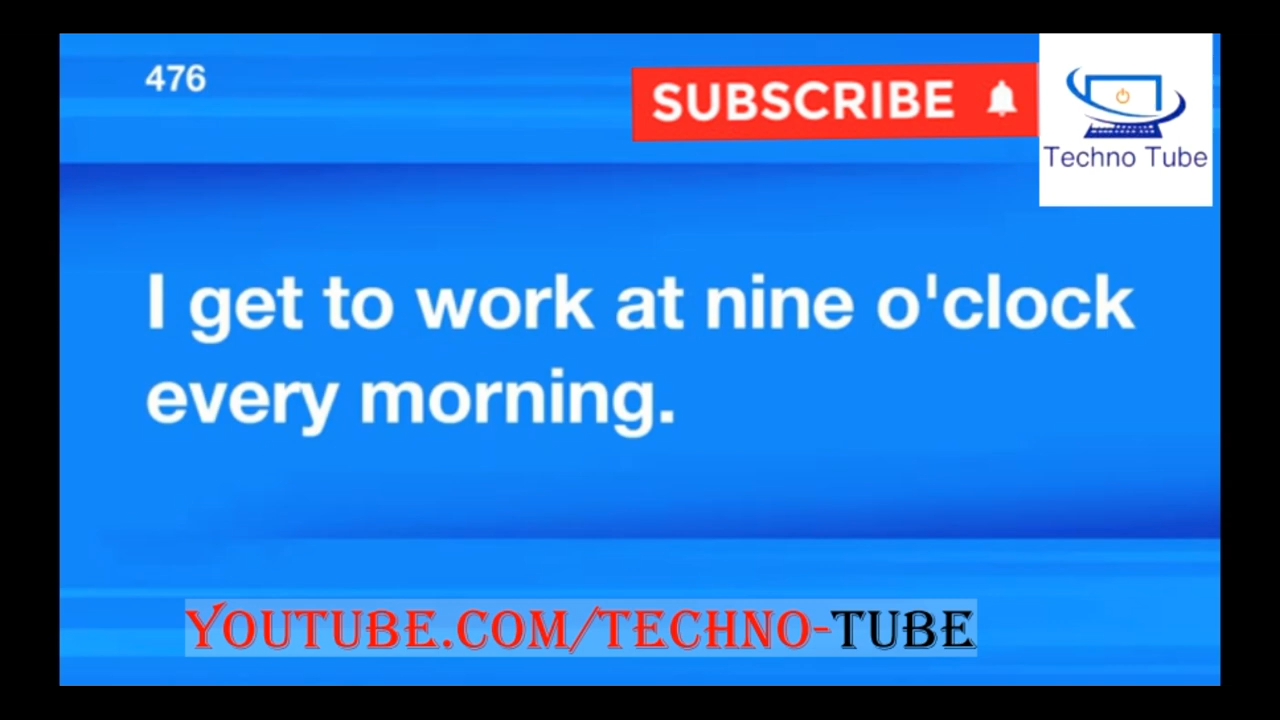 476
SUBSCRIBE
Techno Tube
I get to work at nine o'clock
every morning.
YOUTUBE.COM/TECHNO-TUBE